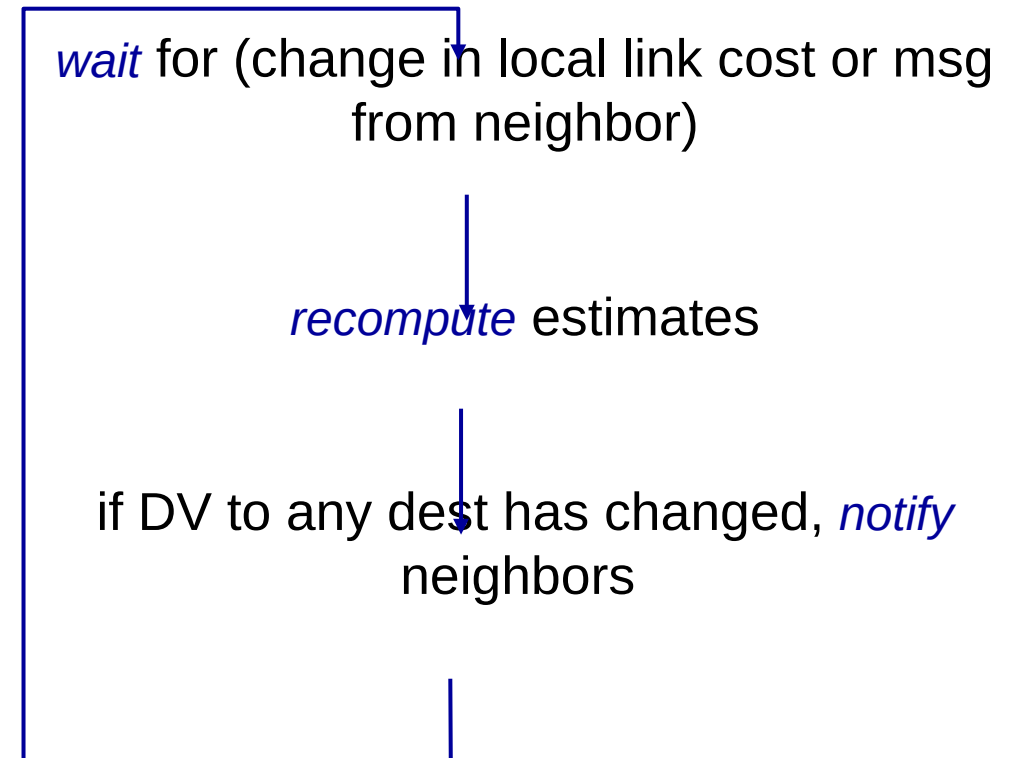 wait for (change in local link cost or msg
from neighbor)
recompute estimates
if DV to any dest has changed, notify
neighbors